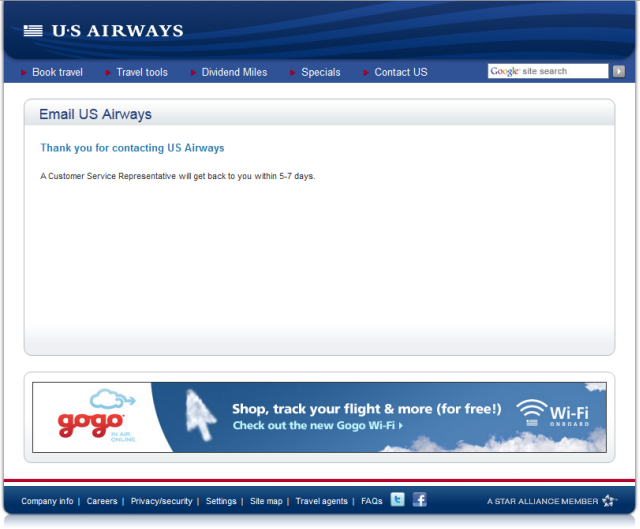 U·S AIRWAYS
Book travel Travel tools Dividend Miles Specials Contact US Google site search
Email US Airways
Thank you for contacting US Airways
A Customer Service Representative will get back to you within 5-7 days.
gogo
IN AIR.
ONLINE.
Shop, track your flight & more (for free!)
Check out the new Gogo Wi-Fi
Wi-Fi
ONBOARD
Company info | Careers | Privacy/security | Settings | Site map | Travel agents | FAQs
A STAR ALLIANCE MEMBER